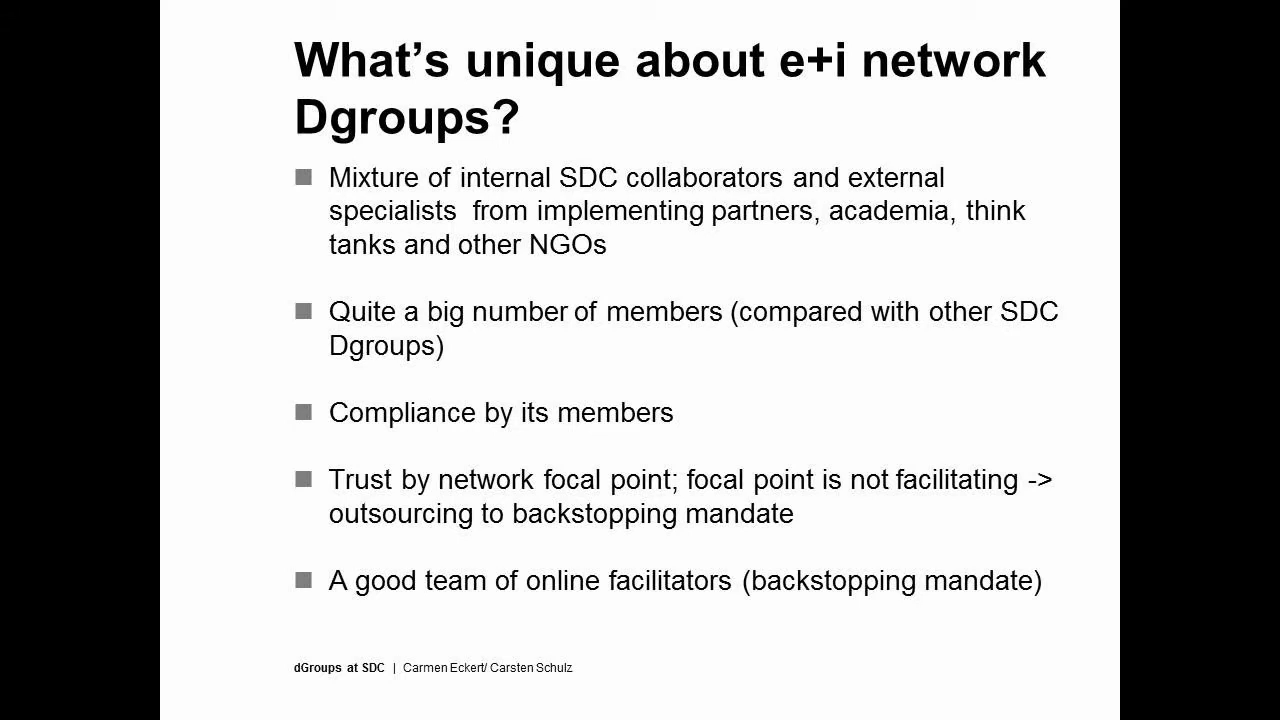 What’s unique about e+i network
Dgroups?
Mixture of internal SDC collaborators and external
specialists from implementing partners, academia, think
tanks and other NGOs
Quite a big number of members (compared with other SDC
Dgroups)
Compliance by its members
Trust by network focal point; focal point is not facilitating ->
outsourcing to backstopping mandate
A good team of online facilitators (backstopping mandate)
dGroups at SDC | Carmen Eckert/ Carsten Schulz